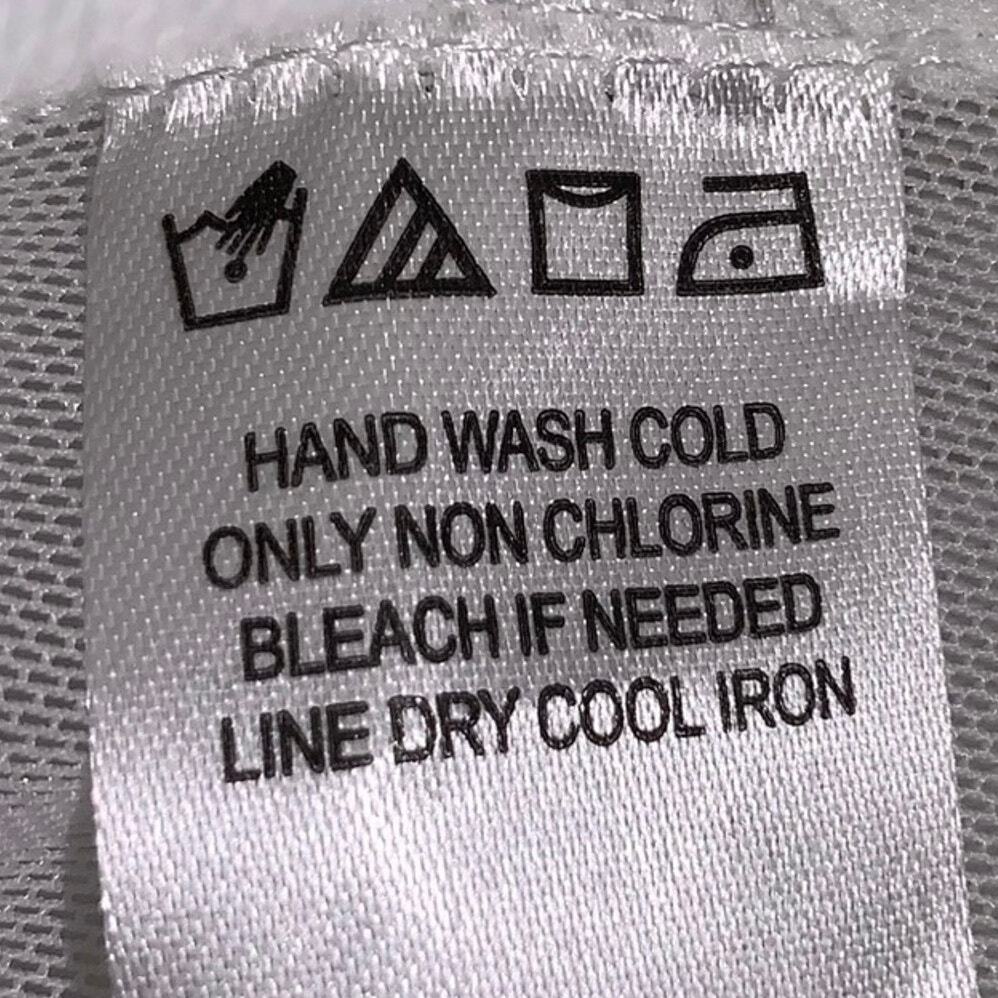 HAND WASH COLD
ONLY NON CHLORINE
BLEACH IF NEEDED
LINE DRY COOL IRON